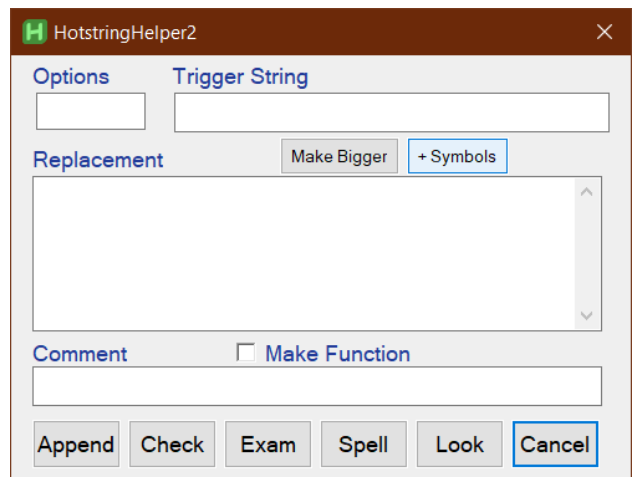 H HotstringHelper2
Options Trigger String
Replacement Make Bigger + Symbols
Comment Make Function
Append Check Exam Spell Look Cancel